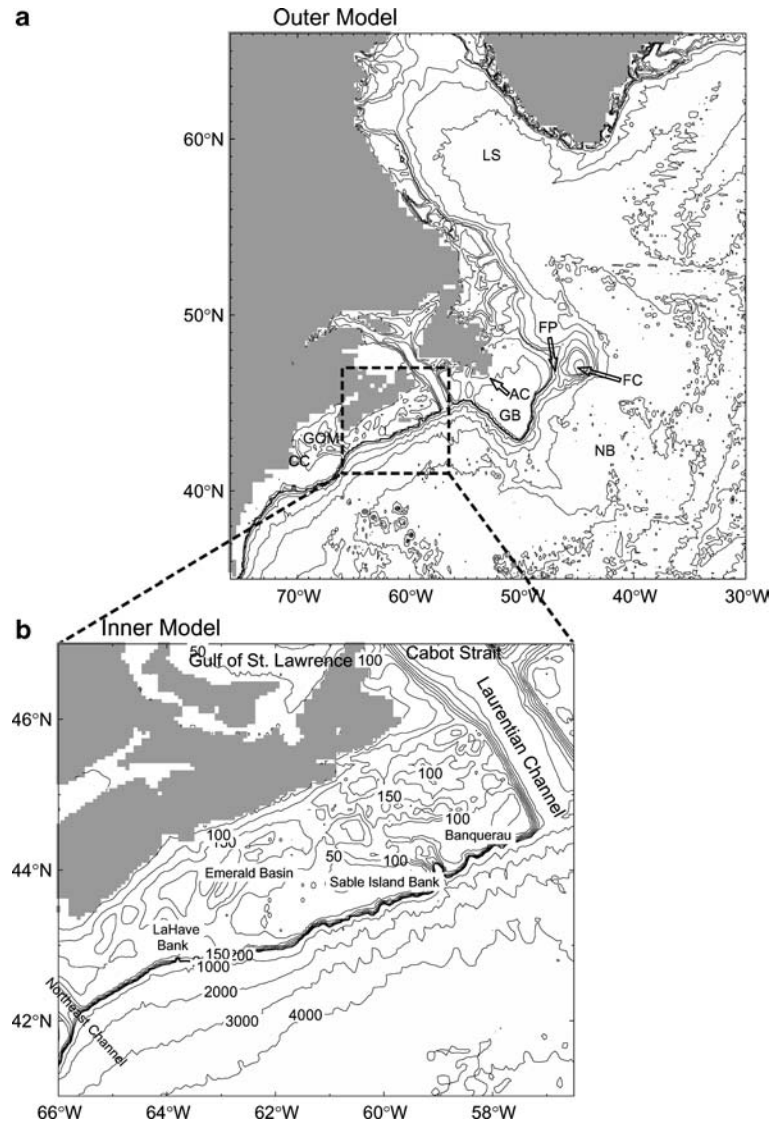 a
Outer Model
60°N
50°N
40°N
LS
FP
FC
AC
GB
GOM
CC
NB
70°W
60°W
50°W
40°W
30°W
b
Inner Model
50
Gulf of St. Lawrence
100
Cabot Strait
46°N
44°N
42°N
Laurentian Channel
100
150
100
Banquerau
100
150
50
100
Emerald Basin
Sable Island Bank
LaHave
Bank
150
200
1000
2000
3000
4000
Northeast Channel
66°W
64°W
62°W
60°W
58°W